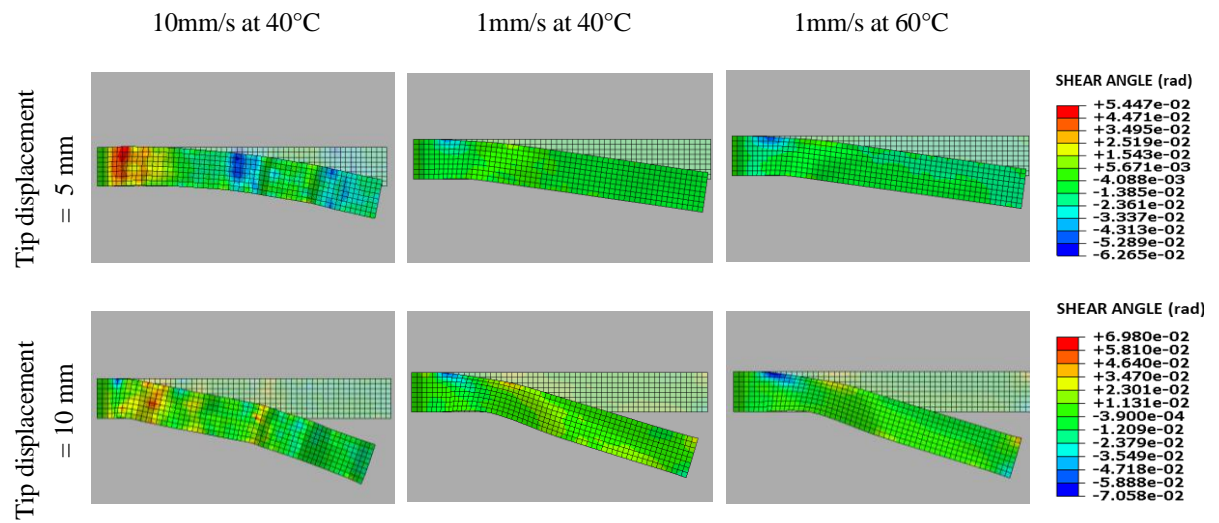 10mm/s at 40°C
1mm/s at 40°C
1mm/s at 60°C
Tip displacement
= 5 mm
SHEAR ANGLE (rad)
+5.447e-02
+4.471e-02
+3.495e-02
+2.519e-02
+1.543e-02
+5.671e-03
-4.088e-03
-1.385e-02
-2.361e-02
-3.337e-02
-4.313e-02
-5.289e-02
-6.265e-02
Tip displacement
= 10 mm
SHEAR ANGLE (rad)
+6.980e-02
+5.810e-02
+4.640e-02
+3.470e-02
+2.301e-02
+1.131e-02
-3.900e-04
-1.209e-02
-2.379e-02
-3.549e-02
-4.718e-02
-5.888e-02
-7.058e-02